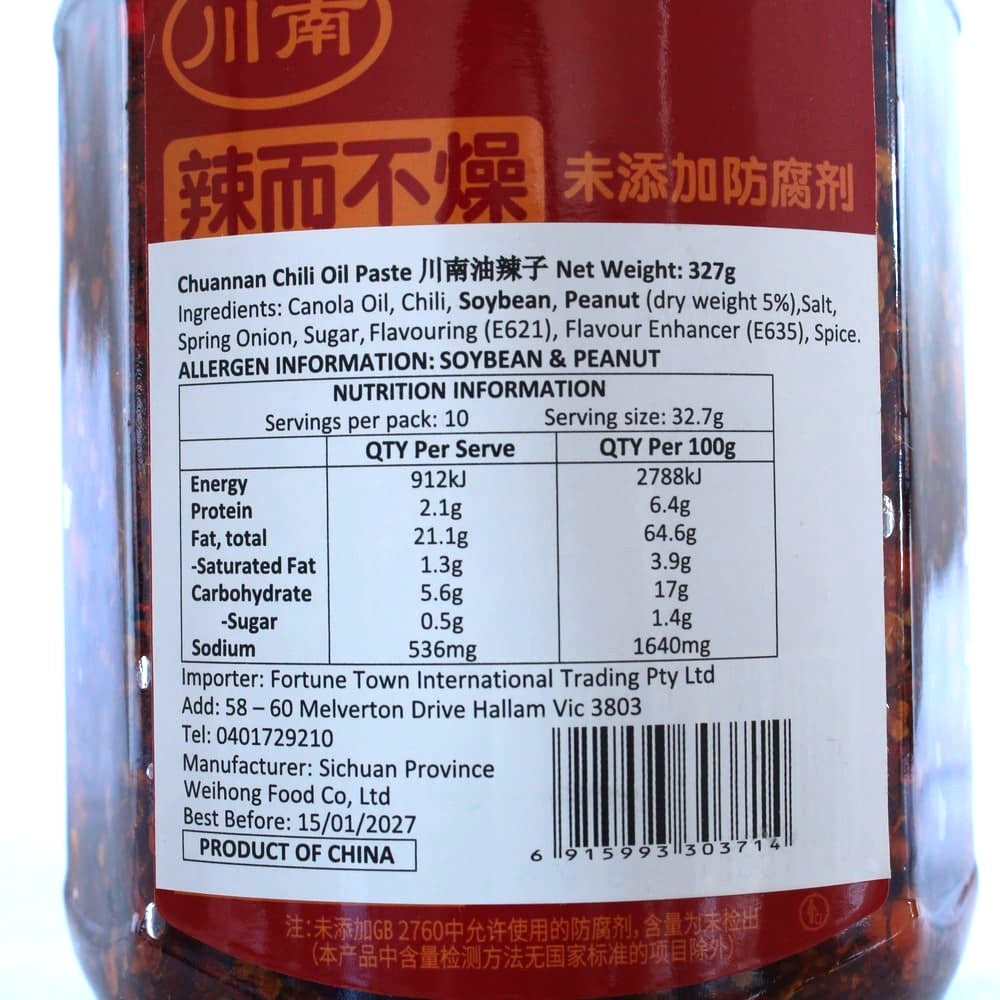 川南
辣而不燥 未添加防腐剂
Chuannan Chili Oil Paste 川南油辣子 Net Weight: 327g
Ingredients: Canola Oil, Chili, Soybean, Peanut (dry weight 5%),Salt,
Spring Onion, Sugar, Flavouring (E621), Flavour Enhancer (E635), Spice.
ALLERGEN INFORMATION: SOYBEAN & PEANUT
NUTRITION INFORMATION
Servings per pack: 10 Serving size: 32.7g
QTY Per Serve QTY Per 100g
Energy 912kJ 2788kJ
Protein 2.1g 6.4g
Fat, total 21.1g 64.6g
-Saturated Fat 1.3g 3.9g
Carbohydrate 5.6g 17g
-Sugar 0.5g 1.4g
Sodium 536mg 1640mg
Importer: Fortune Town International Trading Pty Ltd
Add: 58 – 60 Melverton Drive Hallam Vic 3803
Tel: 0401729210
Manufacturer: Sichuan Province
Weihong Food Co, Ltd
Best Before: 15/01/2027
PRODUCT OF CHINA
6 915993 303714
注:未添加GB 2760中允许使用的防腐剂,含量为未检出
(本产品中含量检测方法无国家标准的项目除外)